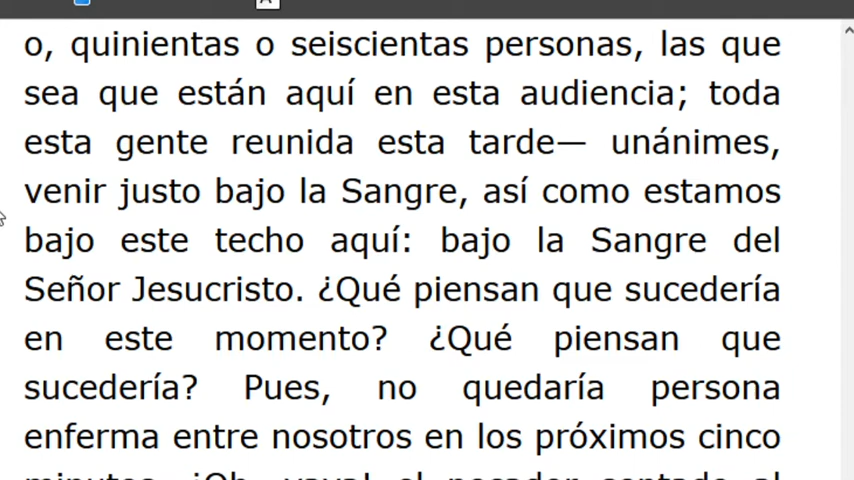 o, quinientas o seiscientas personas, las que
sea que están aquí en esta audiencia; toda
esta gente reunida esta tarde— unánimes,
venir justo bajo la Sangre, así como estamos
bajo este techo aquí: bajo la Sangre del
Señor Jesucristo. ¿Qué piensan que sucedería
en este momento? ¿Qué piensan que
sucedería? Pues, no quedaría persona
enferma entre nosotros en los próximos cinco